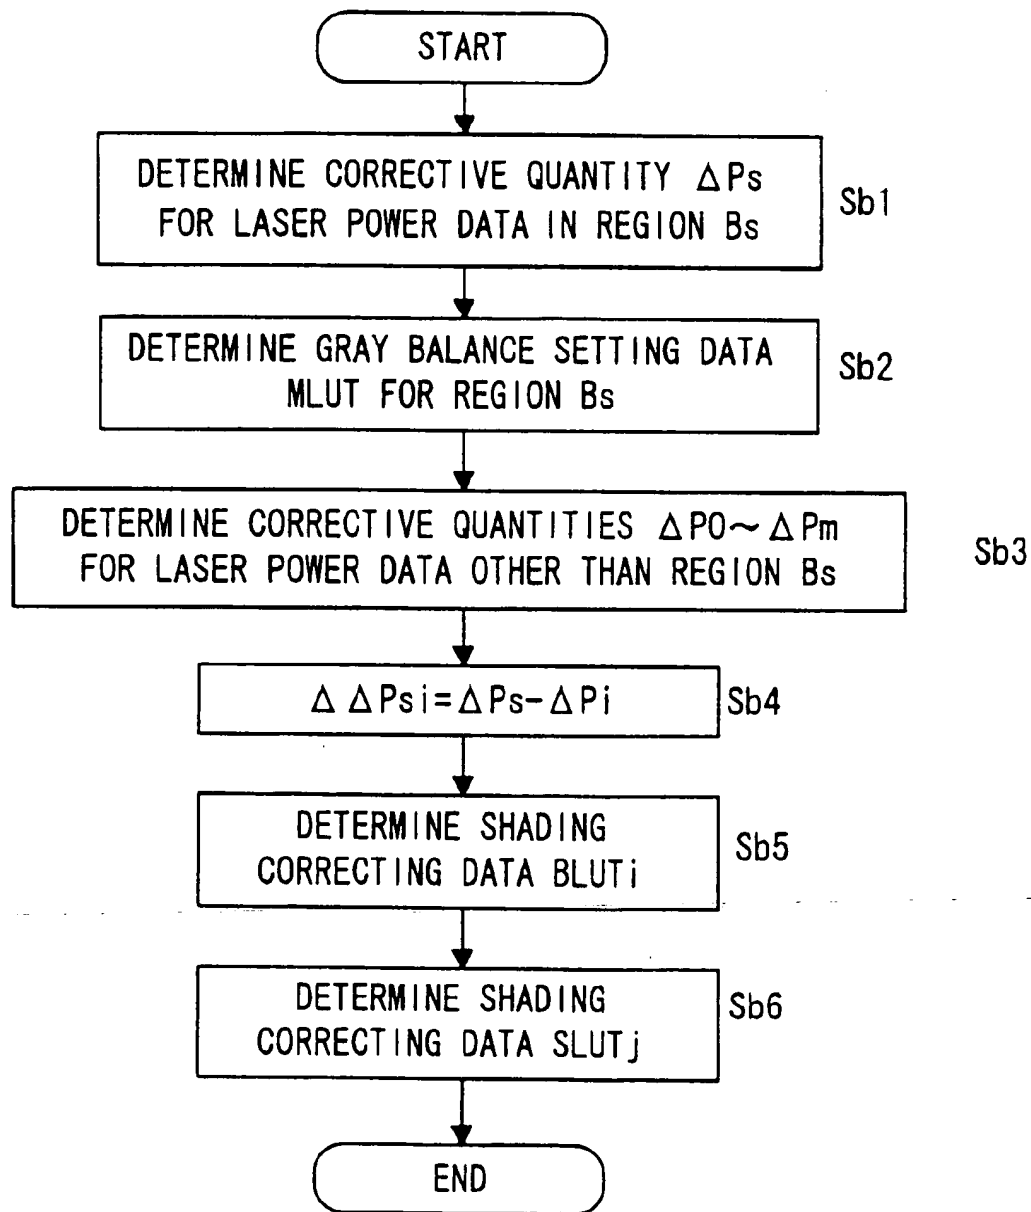 START
DETERMINE CORRECTIVE QUANTITY ΔPs
FOR LASER POWER DATA IN REGION Bs
Sb1
DETERMINE GRAY BALANCE SETTING DATA
MLUT FOR REGION Bs
Sb2
DETERMINE CORRECTIVE QUANTITIES ΔP0~ΔPm
FOR LASER POWER DATA OTHER THAN REGION Bs
Sb3
ΔΔPsi=ΔPs-ΔPi
Sb4
DETERMINE SHADING
CORRECTING DATA BLUTi
Sb5
DETERMINE SHADING
CORRECTING DATA SLUTj
Sb6
END